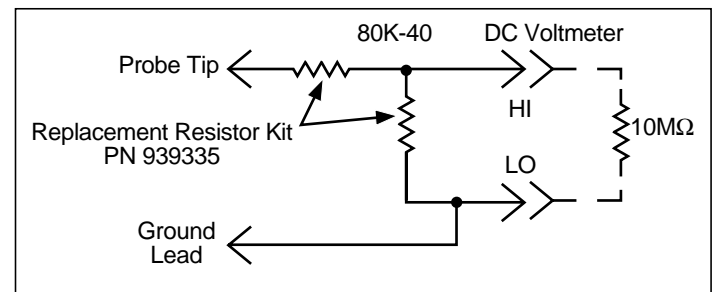 80K-40
DC Voltmeter
Probe Tip
HI
Replacement Resistor Kit
PN 939335
10MΩ
LO
Ground
Lead